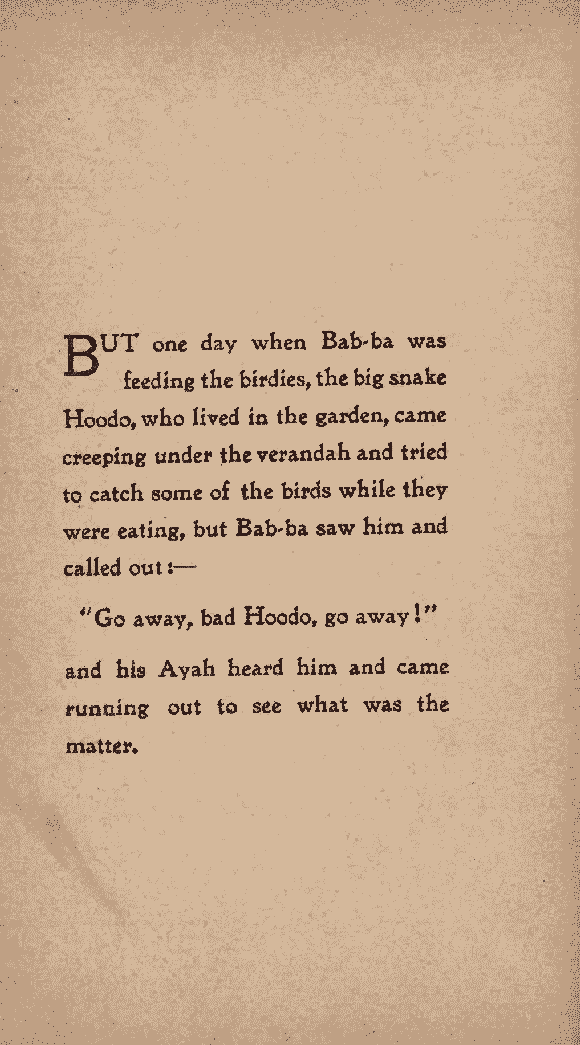 BUT one day when Bab-ba was
feeding the birdies, the big snake
Hoodo, who lived in the garden, came
creeping under the verandah and tried
to catch some of the birds while they
were eating, but Bab-ba saw him and
called out:—
"Go away, bad Hoodo, go away!"
and his Ayah heard him and came
running out to see what was the
matter.